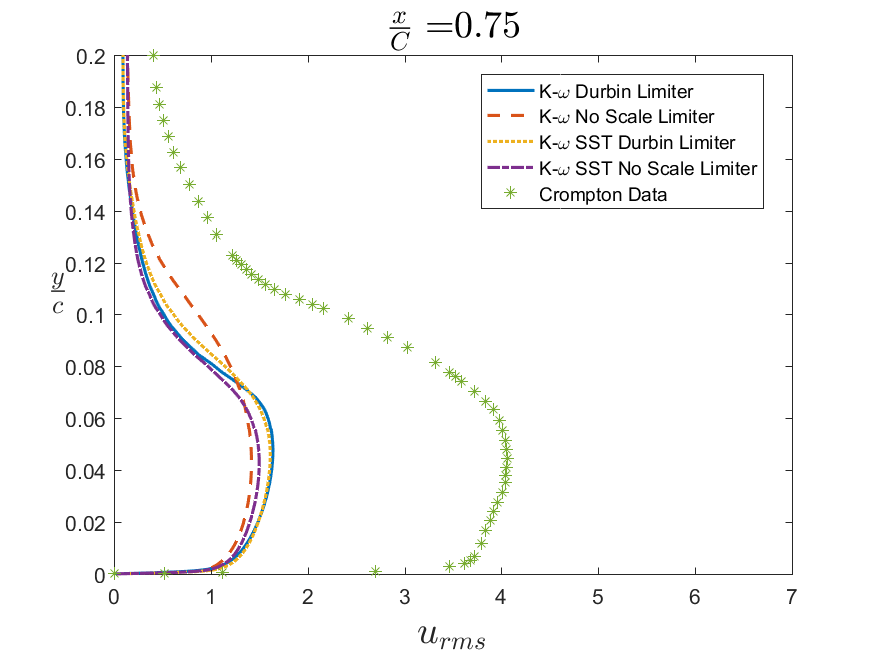 x/C =0.75
0.2
0.18
0.16
0.14
0.12
0.1
0.08
0.06
0.04
0.02
0
y/c
K-ω Durbin Limiter
K-ω No Scale Limiter
K-ω SST Durbin Limiter
K-ω SST No Scale Limiter
Crompton Data
0 1 2 3 4 5 6 7
u_rms